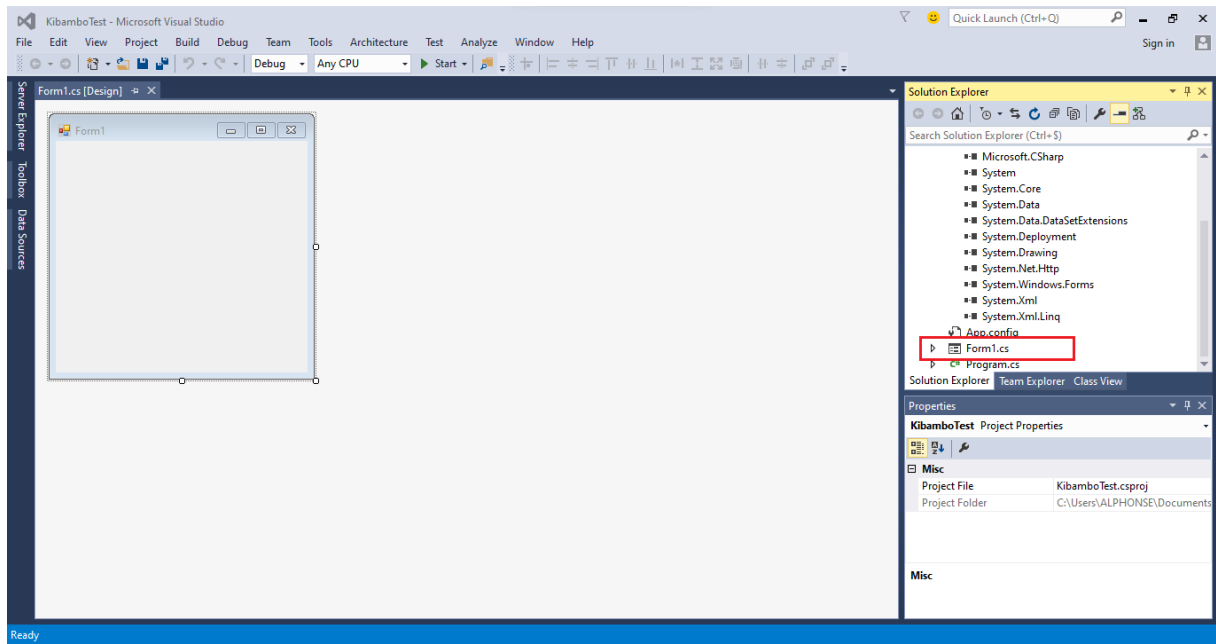 KibamboTest - Microsoft Visual Studio
Quick Launch (Ctrl+Q)
File Edit View Project Build Debug Team Tools Architecture Test Analyze Window Help
Sign in
Debug Any CPU Start
Server Explorer
Toolbox
Data Sources
Form1.cs [Design]
Form1
Solution Explorer
Search Solution Explorer (Ctrl+$)
Microsoft.CSharp
System
System.Core
System.Data
System.Data.DataSetExtensions
System.Deployment
System.Drawing
System.Net.Http
System.Windows.Forms
System.Xml
System.Xml.Linq
App.config
Form1.cs
C# Program.cs
Solution Explorer Team Explorer Class View
Properties
KibamboTest Project Properties
Misc
Project File KibamboTest.csproj
Project Folder C:\Users\ALPHONSE\Documents
Misc
Ready